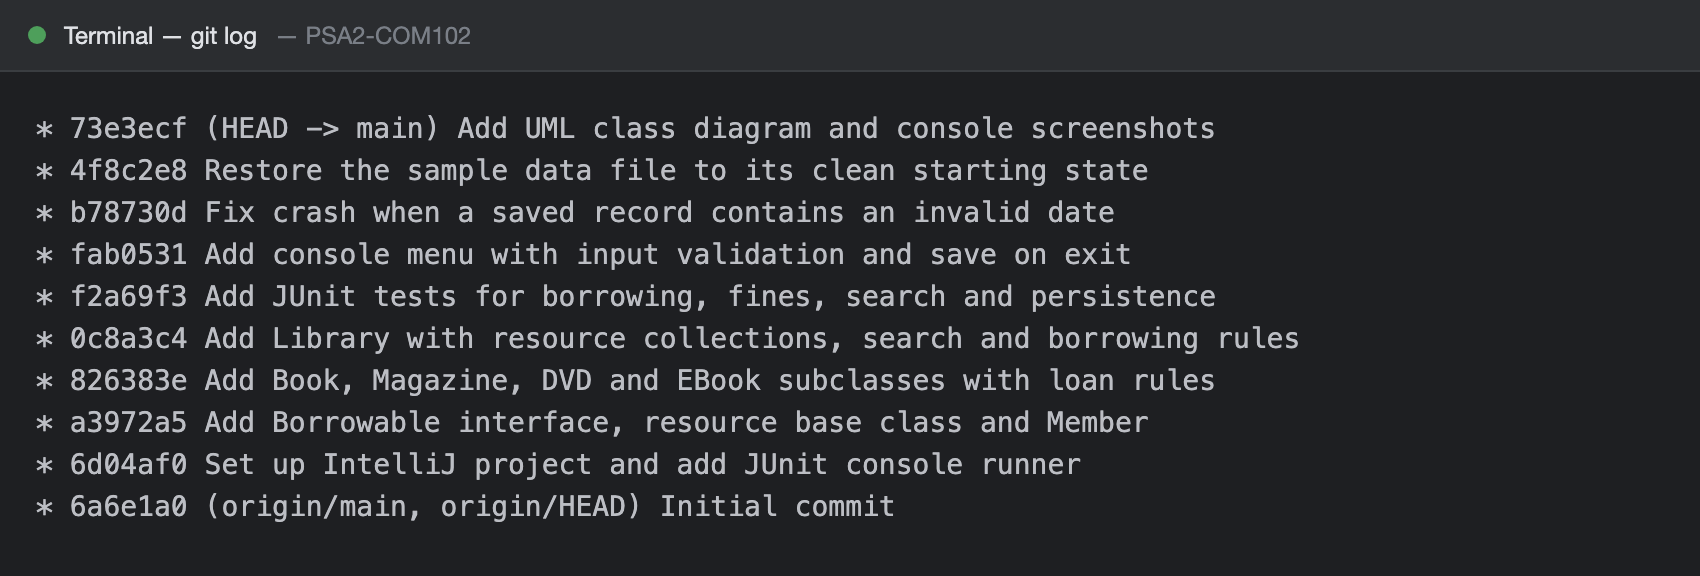 Terminal — git log — PSA2-COM102
* 73e3ecf (HEAD -> main) Add UML class diagram and console screenshots
* 4f8c2e8 Restore the sample data file to its clean starting state
* b78730d Fix crash when a saved record contains an invalid date
* fab0531 Add console menu with input validation and save on exit
* f2a69f3 Add JUnit tests for borrowing, fines, search and persistence
* 0c8a3c4 Add Library with resource collections, search and borrowing rules
* 826383e Add Book, Magazine, DVD and EBook subclasses with loan rules
* a3972a5 Add Borrowable interface, resource base class and Member
* 6d04af0 Set up IntelliJ project and add JUnit console runner
* 6a6e1a0 (origin/main, origin/HEAD) Initial commit